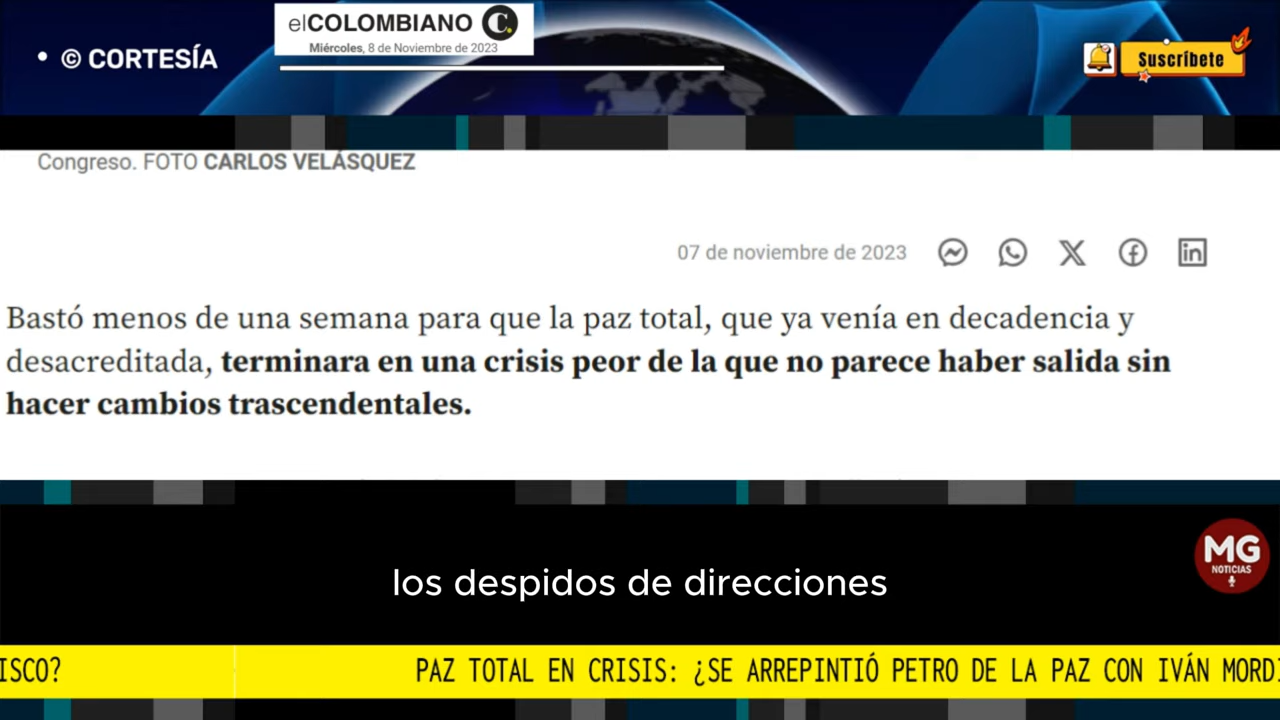 elCOLOMBIANO C.
Miércoles, 8 de Noviembre de 2023
• © CORTESÍA
Suscríbete
Congreso. FOTO CARLOS VELÁSQUEZ
07 de noviembre de 2023
Bastó menos de una semana para que la paz total, que ya venía en decadencia y
desacreditada, terminara en una crisis peor de la que no parece haber salida sin
hacer cambios trascendentales.
MG
NOTICIAS
los despidos de direcciones
ISCO? PAZ TOTAL EN CRISIS: ¿SE ARREPINTIÓ PETRO DE LA PAZ CON IVÁN MORDI